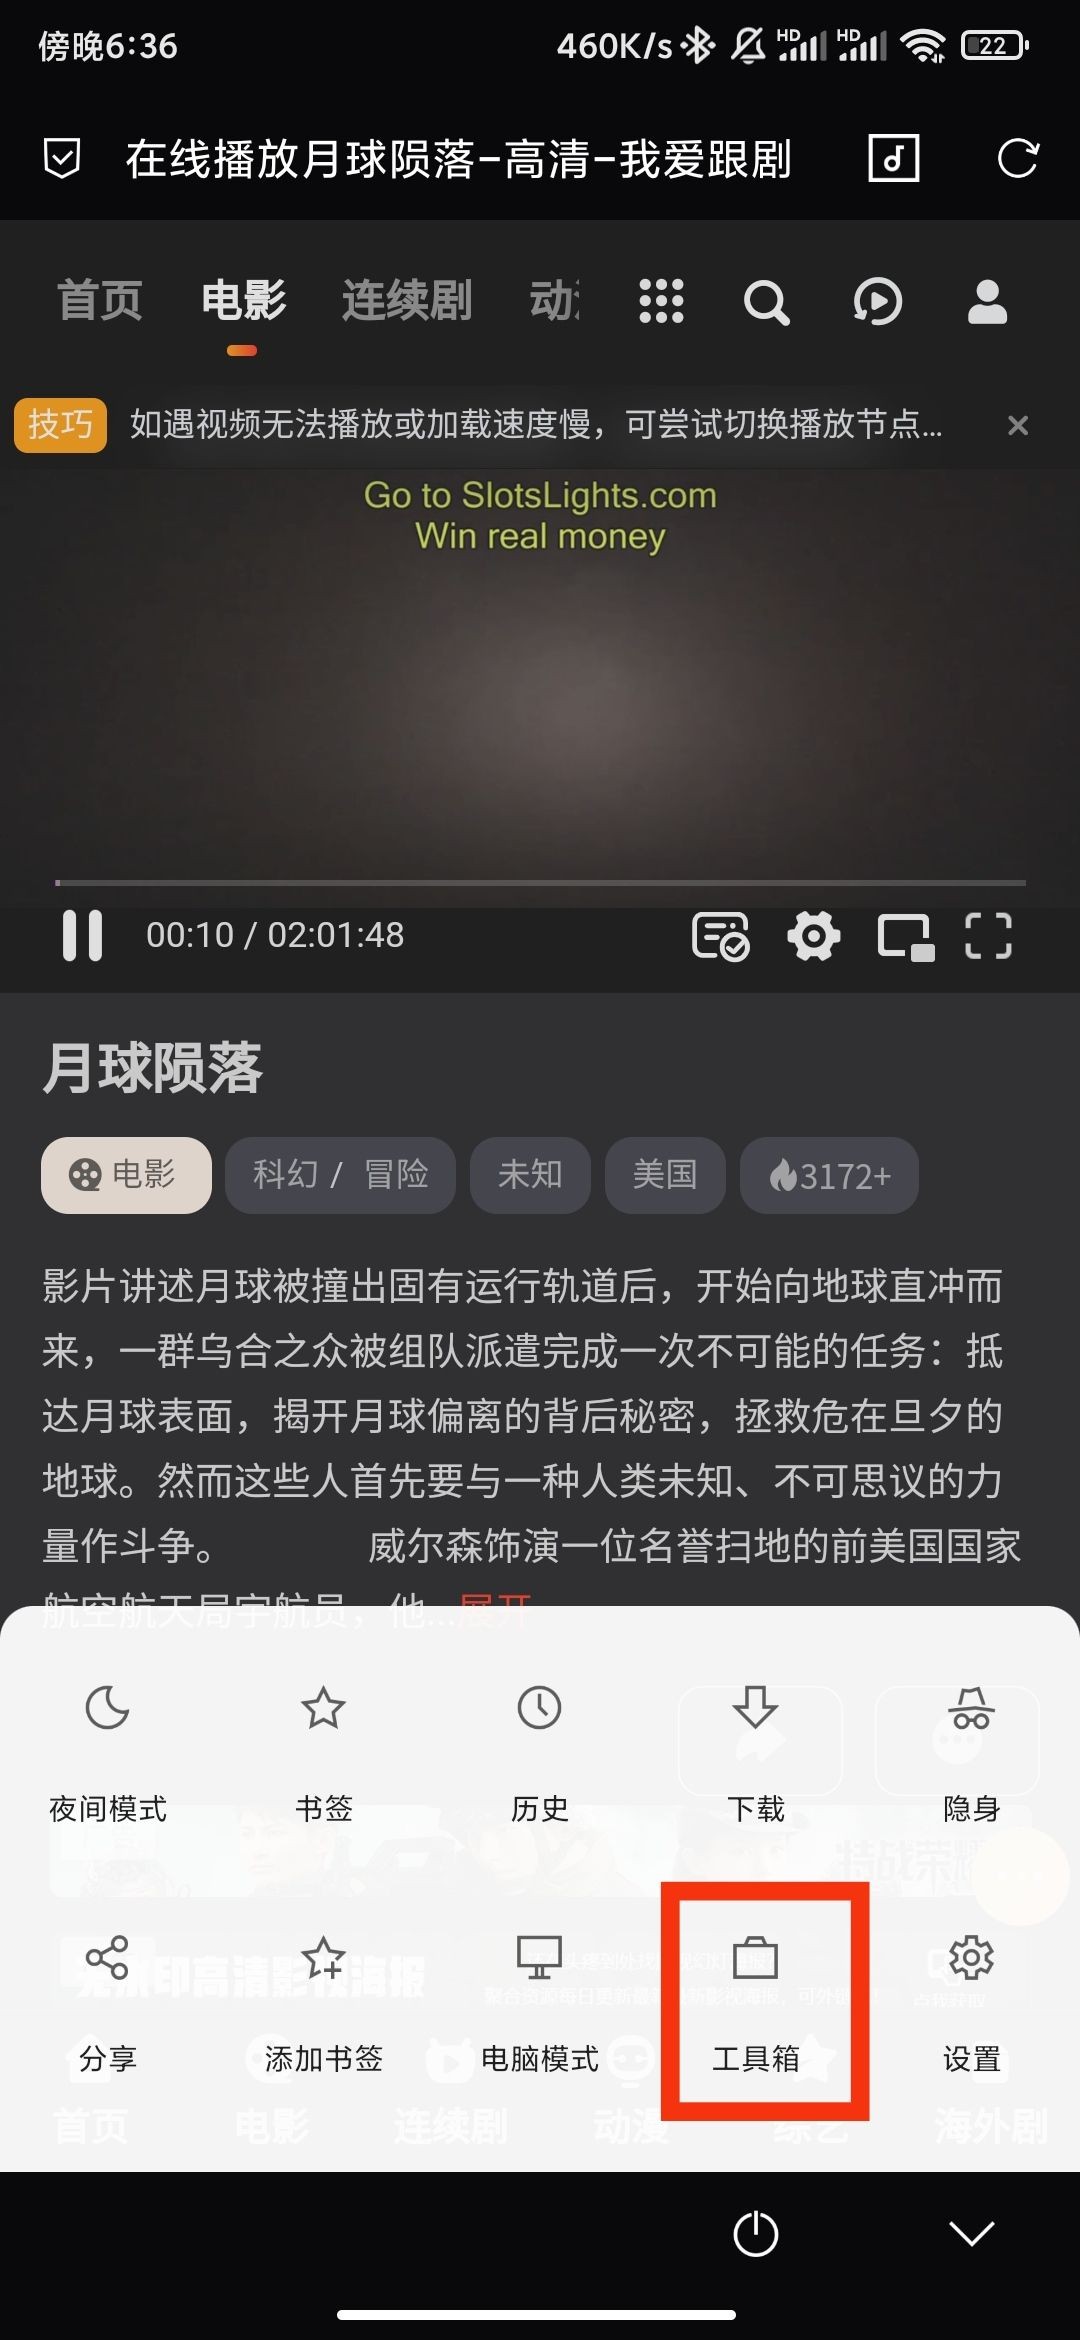 傍晚6:36
460K/s HD HD 22
在线播放月球陨落-高清-我爱跟剧
首页 电影 连续剧 动
技巧 如遇视频无法播放或加载速度慢，可尝试切换播放节点...
Go to SlotsLights.com
Win real money
00:10 / 02:01:48
月球陨落
电影 科幻 / 冒险 未知 美国 3172+
影片讲述月球被撞出固有运行轨道后，开始向地球直冲而
来，一群乌合之众被组队派遣完成一次不可能的任务：抵
达月球表面，揭开月球偏离的背后秘密，拯救危在旦夕的
地球。然而这些人首先要与一种人类未知、不可思议的力
量作斗争。 威尔森饰演一位名誉扫地的前美国国家
航空航天局宇航员，他...展开
夜间模式 书签 历史 下载 隐身
分享 添加书签 电脑模式 工具箱 设置
首页 电影 连续剧 动漫 综艺 海外剧